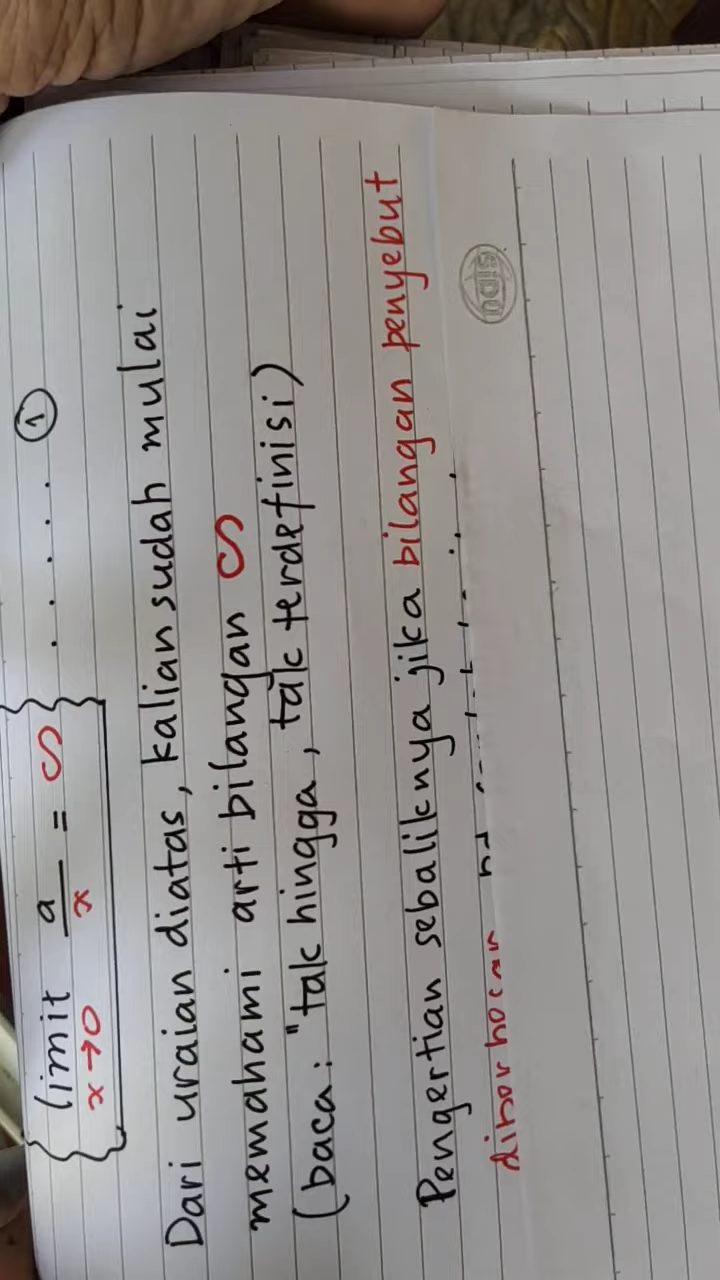 limit a/x = ∞ ...... ①
x→0
Dari uraian diatas, kalian sudah mulai
memahami arti bilangan ∞
(baca: "tak hingga, tak terdefinisi)
Pengertian sebaliknya jika bilangan penyebut
SIDU